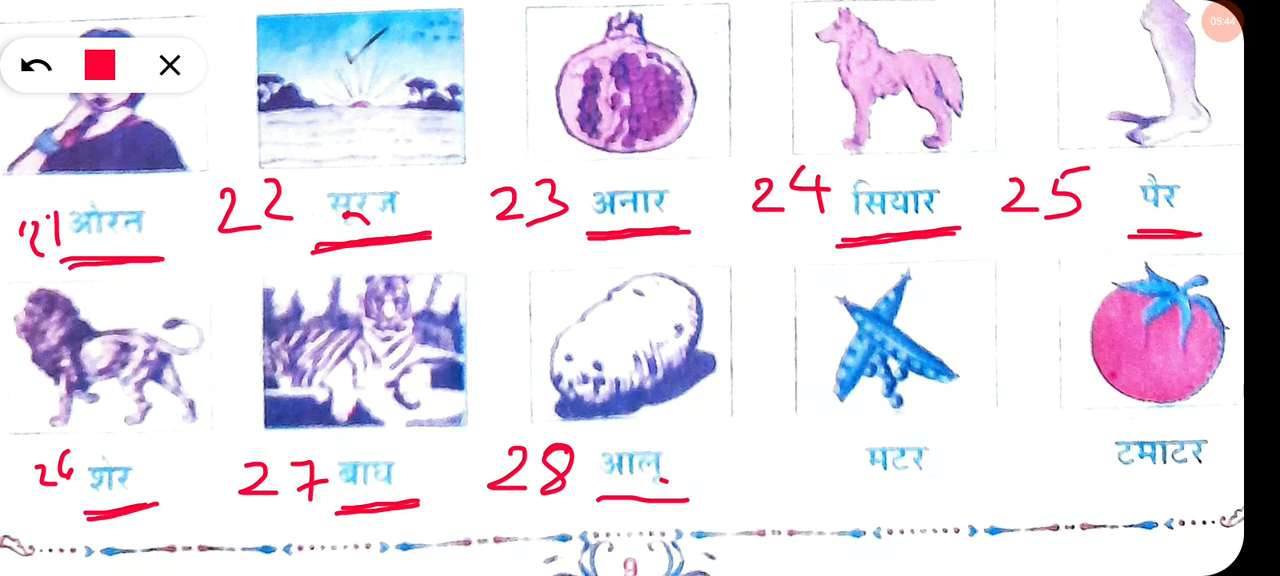 05:44
21 औरत 22 सूरज 23 अनार 24 सियार 25 पैर
26 शेर 27 बाघ 28 आलू मटर टमाटर
9